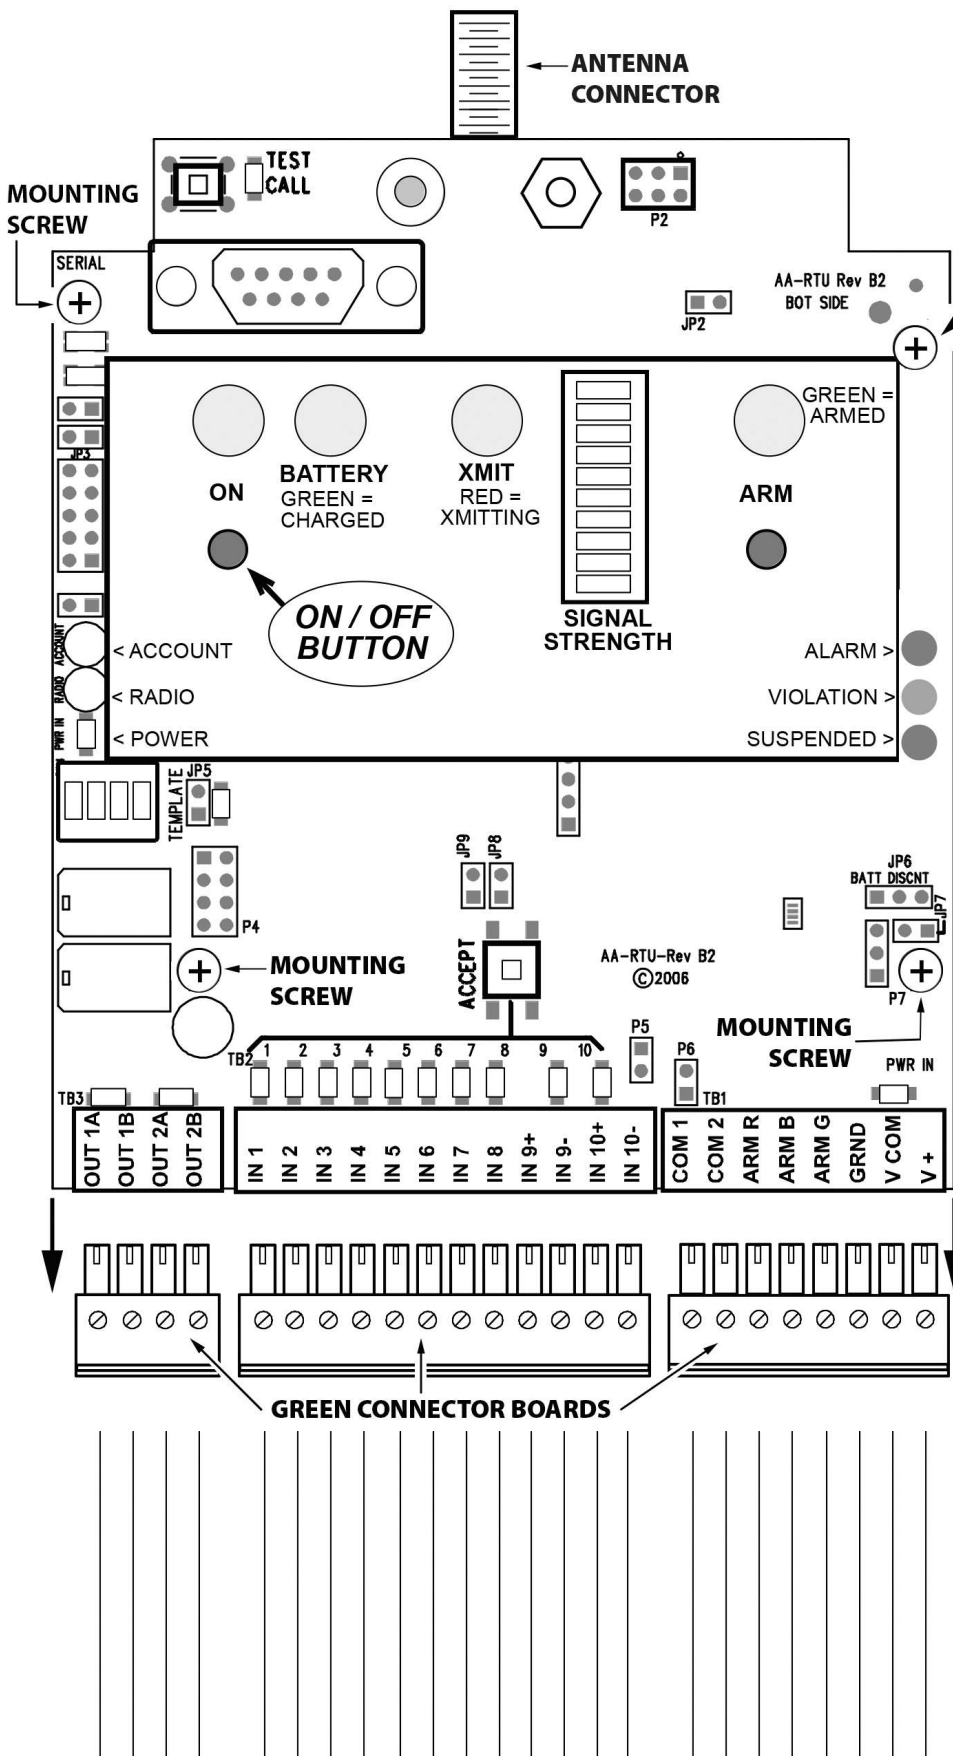 ANTENNA
CONNECTOR
TEST
CALL
MOUNTING
SCREW
P2
SERIAL
AA-RTU Rev B2
BOT SIDE
JP2
GREEN =
ARMED
JP3
BATTERY
GREEN =
CHARGED
XMIT
RED =
XMITTING
ON
ARM
ON / OFF
BUTTON
SIGNAL
STRENGTH
ACCOUNT
< ACCOUNT
ALARM >
RADIO
< RADIO
VIOLATION >
PWR IN
< POWER
SUSPENDED >
JP5
TEMPLATE
JP9
JP8
JP6
BATT DISCNT
JP7
P4
ACCEPT
AA-RTU-Rev B2
©2006
MOUNTING
SCREW
P7
MOUNTING
SCREW
P5
P6
PWR IN
TB2
1 2 3 4 5 6 7 8 9 10
TB3
TB1
OUT 1A
OUT 1B
OUT 2A
OUT 2B
IN 1
IN 2
IN 3
IN 4
IN 5
IN 6
IN 7
IN 8
IN 9+
IN 9-
IN 10+
IN 10-
COM 1
COM 2
ARM R
ARM B
ARM G
GRND
V COM
V +
GREEN CONNECTOR BOARDS